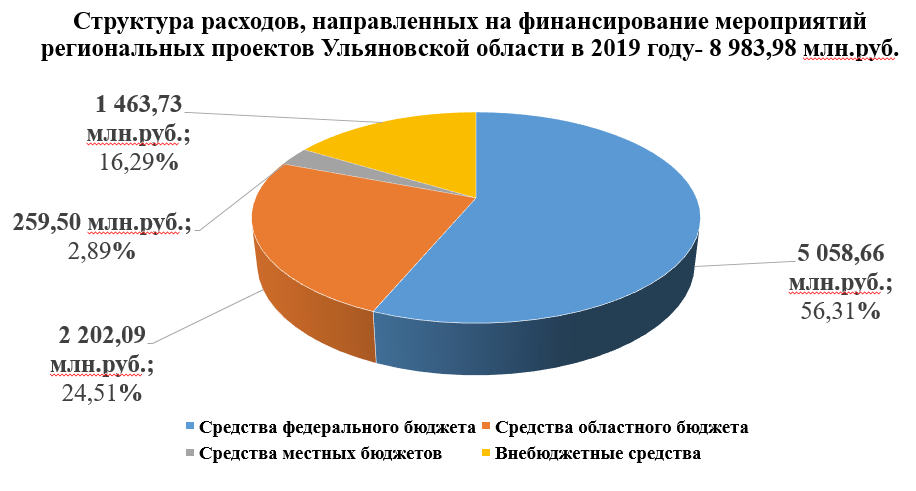 Структура расходов, направленных на финансирование мероприятий
региональных проектов Ульяновской области в 2019 году- 8 983,98 млн.руб.
1 463,73
млн.руб.;
16,29%
259,50 млн.руб.;
2,89%
5 058,66
млн.руб.;
56,31%
2 202,09
млн.руб.;
24,51%
Средства федерального бюджета
Средства областного бюджета
Средства местных бюджетов
Внебюджетные средства